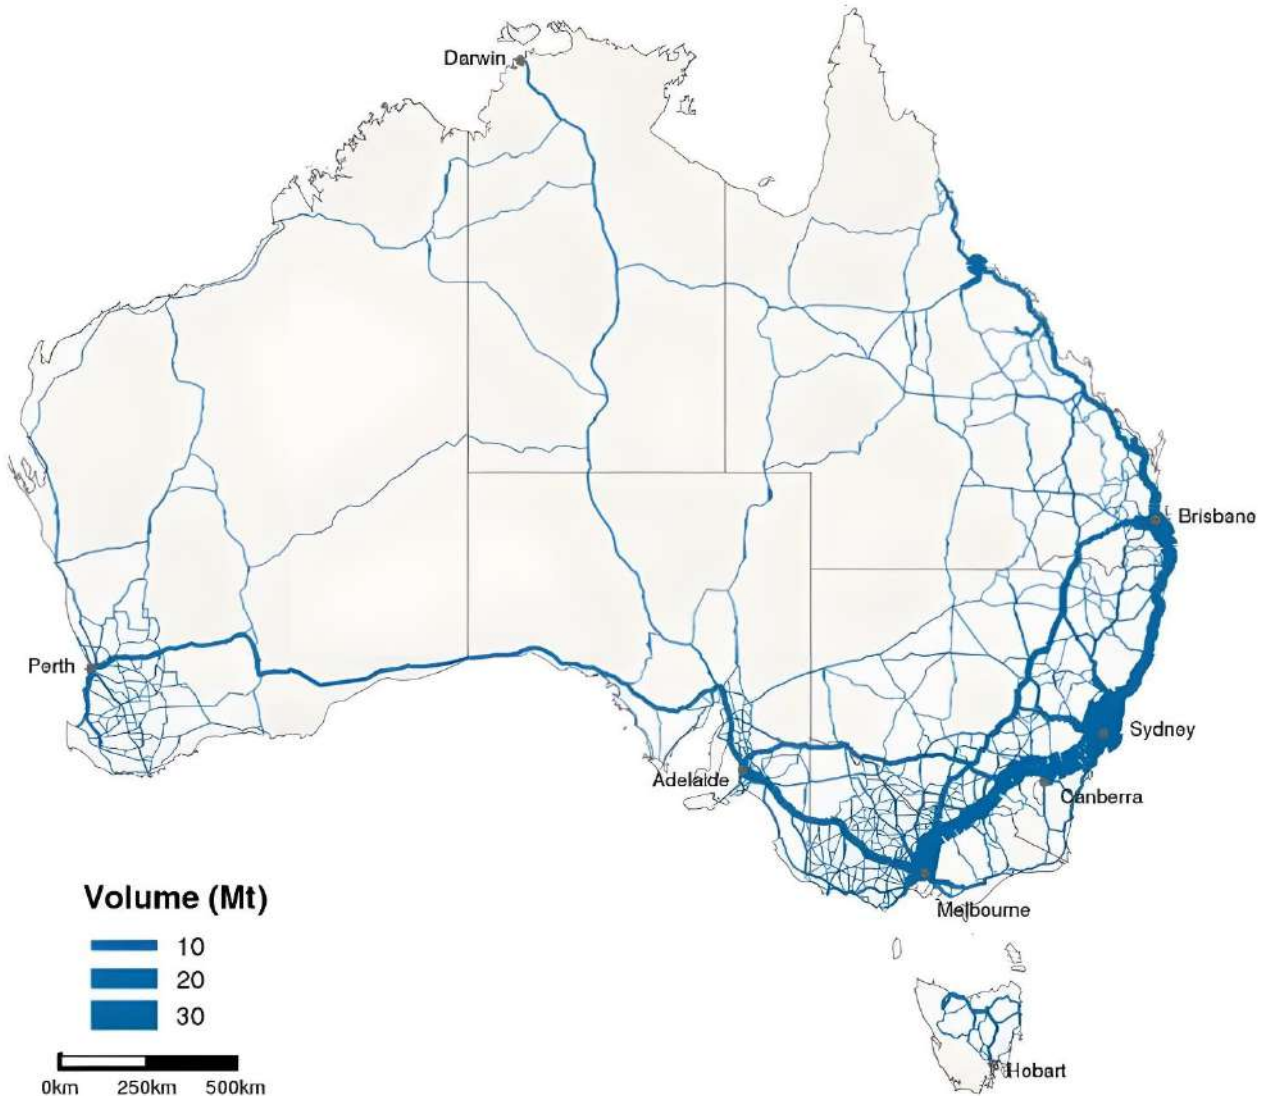 Darwin
Brisbane
Perth
Sydney
Adelaide
Canberra
Melbourne
Volume (Mt)
10
20
30
0km 250km 500km
Hobart